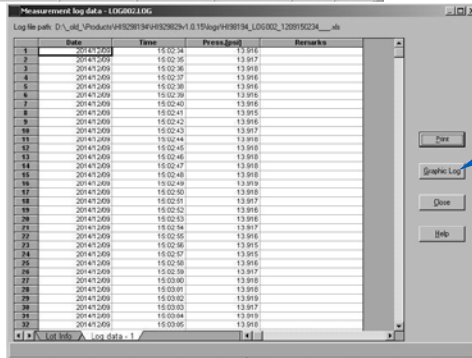 Measurement log data - LOG002.LOG
Log file path: D:\_old_\Products\HI929819
Date Time Press.[psi] Remarks
1 2014/12/09 15:02:34 13.916
2 2014/12/09 15:02:35 13.917
3 2014/12/09 15:02:36 13.918
4 2014/12/09 15:02:37 13.916
5 2014/12/09 15:02:38 13.916
6 2014/12/09 15:02:39 13.916
7 2014/12/09 15:02:40 13.916
8 2014/12/09 15:02:41 13.915
9 2014/12/09 15:02:42 13.916
10 2014/12/09 15:02:43 13.917
11 2014/12/09 15:02:44 13.918
12 2014/12/09 15:02:45 13.918
13 2014/12/09 15:02:46 13.918
14 2014/12/09 15:02:47 13.918
15 2014/12/09 15:02:48 13.918
16 2014/12/09 15:02:49 13.919
17 2014/12/09 15:02:50 13.918
18 2014/12/09 15:02:51 13.917
19 2014/12/09 15:02:52 13.916
20 2014/12/09 15:02:53 13.916
21 2014/12/09 15:02:54 13.917
22 2014/12/09 15:02:55 13.916
23 2014/12/09 15:02:56 13.915
24 2014/12/09 15:02:57 13.915
25 2014/12/09 15:02:58 13.916
26 2014/12/09 15:02:59 13.917
27 2014/12/09 15:03:00 13.918
28 2014/12/09 15:03:01 13.918
29 2014/12/09 15:03:02 13.919
30 2014/12/09 15:03:03 13.917
31 2014/12/09 15:03:04 13.919
32 2014/12/09 15:03:05 13.918
Print
Graphic Log
Close
Help
Lot Info
Log data - 1